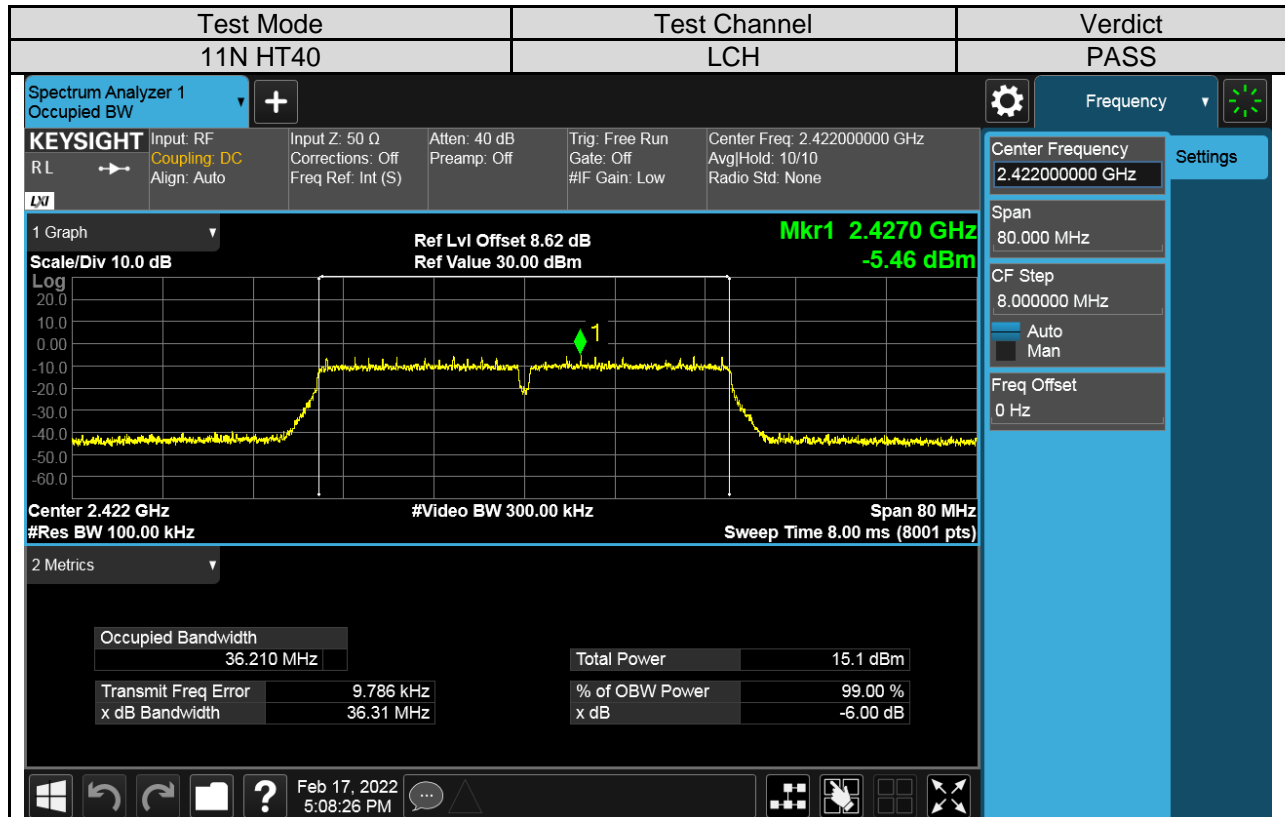 Test Mode Test Channel Verdict
11N HT40 LCH PASS
Spectrum Analyzer 1
Occupied BW
Frequency
KEYSIGHT
R L
LXI
Input: RF
Coupling: DC
Align: Auto
Input Z: 50 Ω
Corrections: Off
Freq Ref: Int (S)
Atten: 40 dB
Preamp: Off
Trig: Free Run
Gate: Off
#IF Gain: Low
Center Freq: 2.422000000 GHz
Avg|Hold: 10/10
Radio Std: None
Center Frequency
2.422000000 GHz
Settings
Span
80.000 MHz
CF Step
8.000000 MHz
Auto
Man
Freq Offset
0 Hz
1 Graph
Scale/Div 10.0 dB
Ref Lvl Offset 8.62 dB
Ref Value 30.00 dBm
Mkr1 2.4270 GHz
-5.46 dBm
Log
20.0
10.0
0.00
-10.0
-20.0
-30.0
-40.0
-50.0
-60.0
1
Center 2.422 GHz #Video BW 300.00 kHz Span 80 MHz
#Res BW 100.00 kHz Sweep Time 8.00 ms (8001 pts)
2 Metrics
Occupied Bandwidth
36.210 MHz Total Power 15.1 dBm
Transmit Freq Error 9.786 kHz % of OBW Power 99.00 %
x dB Bandwidth 36.31 MHz x dB -6.00 dB
?
Feb 17, 2022
5:08:26 PM